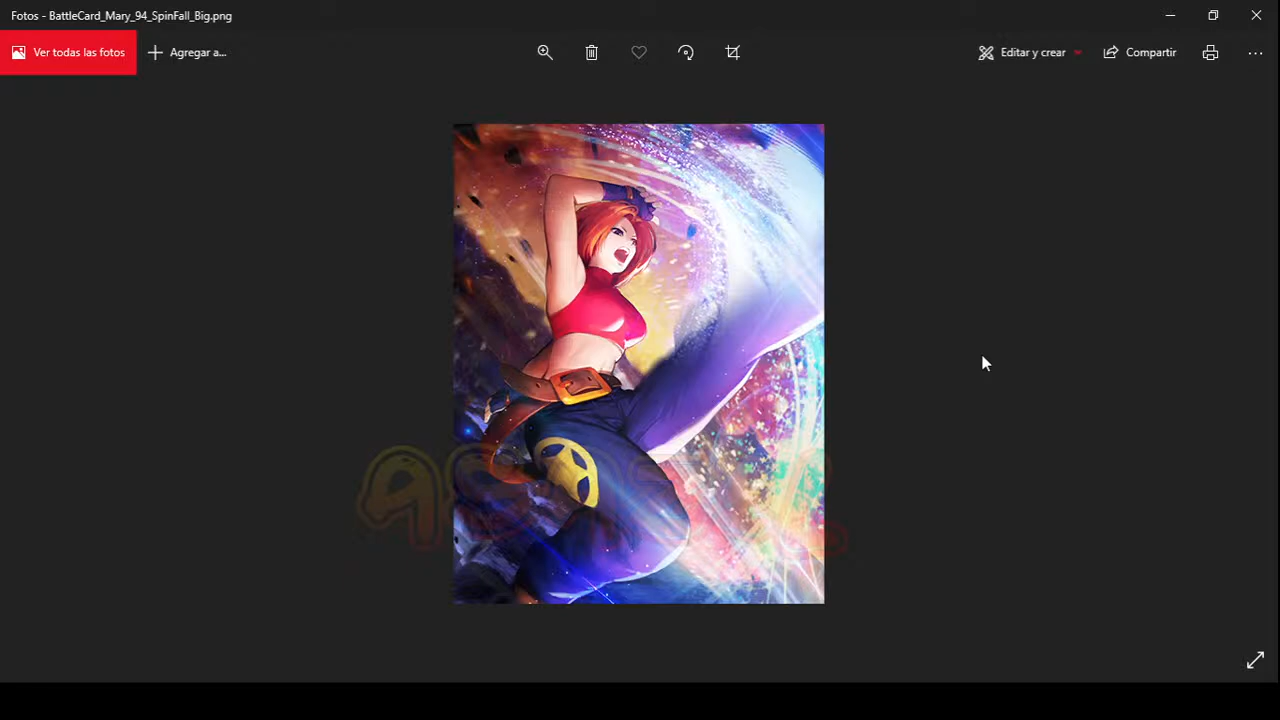 Fotos - BattleCard_Mary_94_SpinFall_Big.png
Ver todas las fotos
Agregar a...
Editar y crear
Compartir